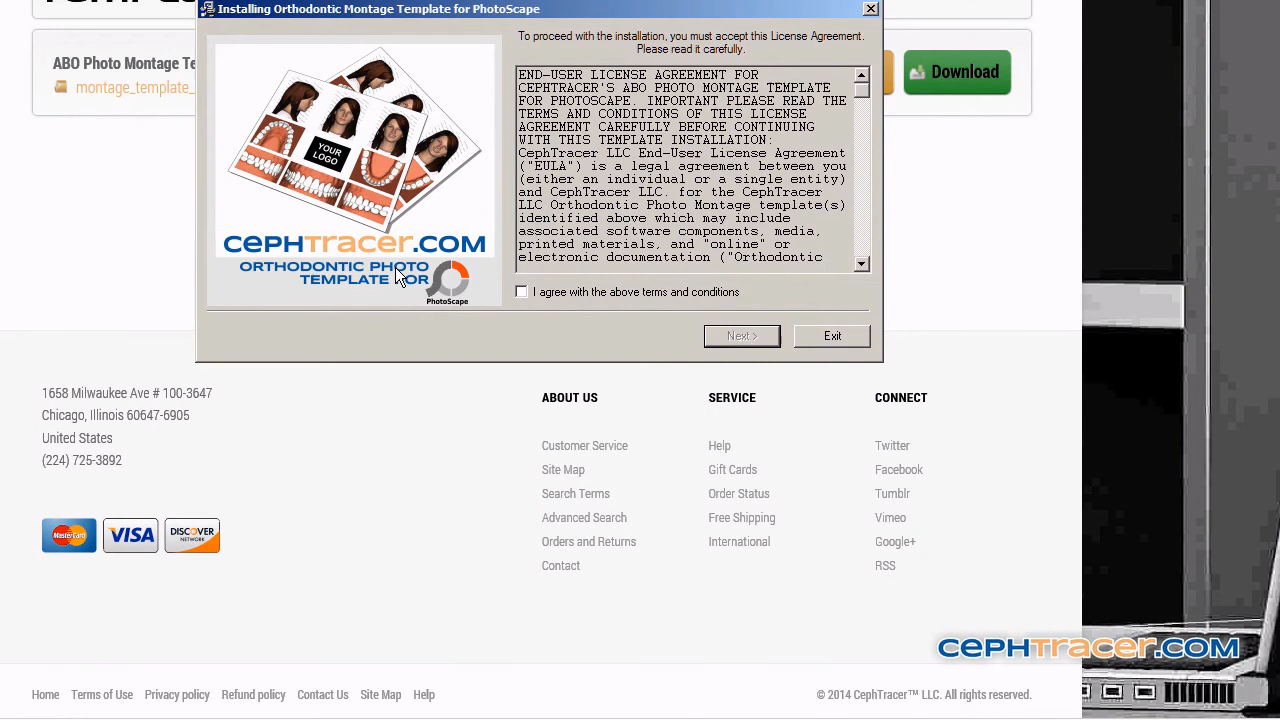 Installing Orthodontic Montage Template for PhotoScape
To proceed with the installation, you must accept this License Agreement.
Please read it carefully.
END-USER LICENSE AGREEMENT FOR
CEPHTRACER'S ABO PHOTO MONTAGE TEMPLATE
FOR PHOTOSCAPE. IMPORTANT PLEASE READ THE
TERMS AND CONDITIONS OF THIS LICENSE
AGREEMENT CAREFULLY BEFORE CONTINUING
WITH THIS TEMPLATE INSTALLATION:
CephTracer LLC End-User License Agreement
("EULA") is a legal agreement between you
(either an individual or a single entity)
and CephTracer LLC. for the CephTracer
LLC Orthodontic Photo Montage template(s)
identified above which may include
associated software components, media,
printed materials, and "online" or
electronic documentation ("Orthodontic
I agree with the above terms and conditions
Next >
Exit
YOUR
LOGO
CEPHTRACER.COM
ORTHODONTIC PHOTO
TEMPLATE FOR
PhotoScape
ABO Photo Montage Te
montage_template_
Download
1658 Milwaukee Ave # 100-3647
Chicago, Illinois 60647-6905
United States
(224) 725-3892
MasterCard
VISA
DISCOVER
NETWORK
ABOUT US
Customer Service
Site Map
Search Terms
Advanced Search
Orders and Returns
Contact
SERVICE
Help
Gift Cards
Order Status
Free Shipping
International
CONNECT
Twitter
Facebook
Tumblr
Vimeo
Google+
RSS
CEPHTRACER.COM
Home
Terms of Use
Privacy policy
Refund policy
Contact Us
Site Map
Help
© 2014 CephTracer™ LLC. All rights reserved.